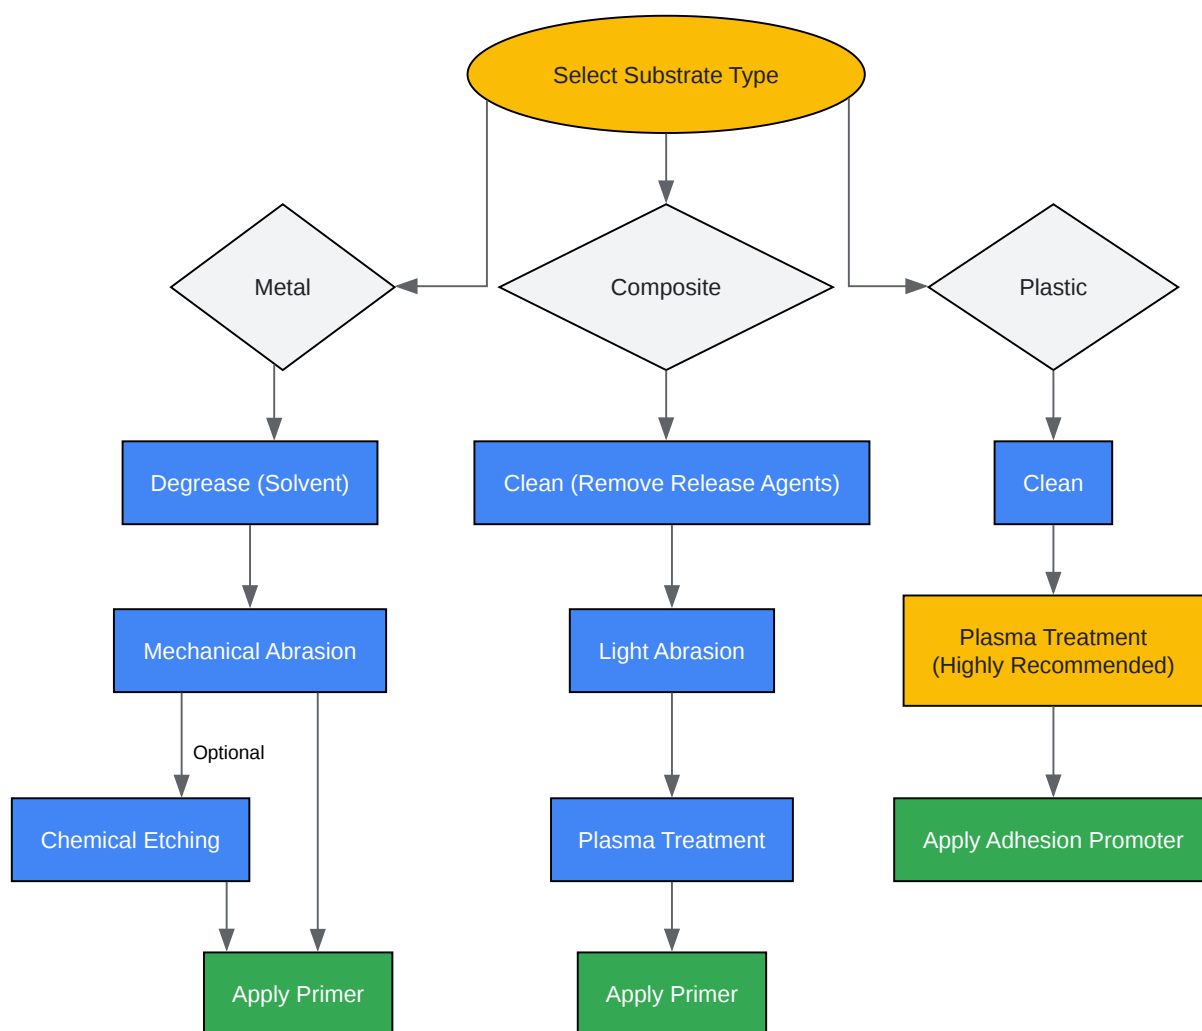 Select Substrate Type
Metal
Composite
Plastic
Degrease (Solvent)
Clean (Remove Release Agents)
Clean
Mechanical Abrasion
Light Abrasion
Plasma Treatment
(Highly Recommended)
Optional
Chemical Etching
Plasma Treatment
Apply Adhesion Promoter
Apply Primer
Apply Primer